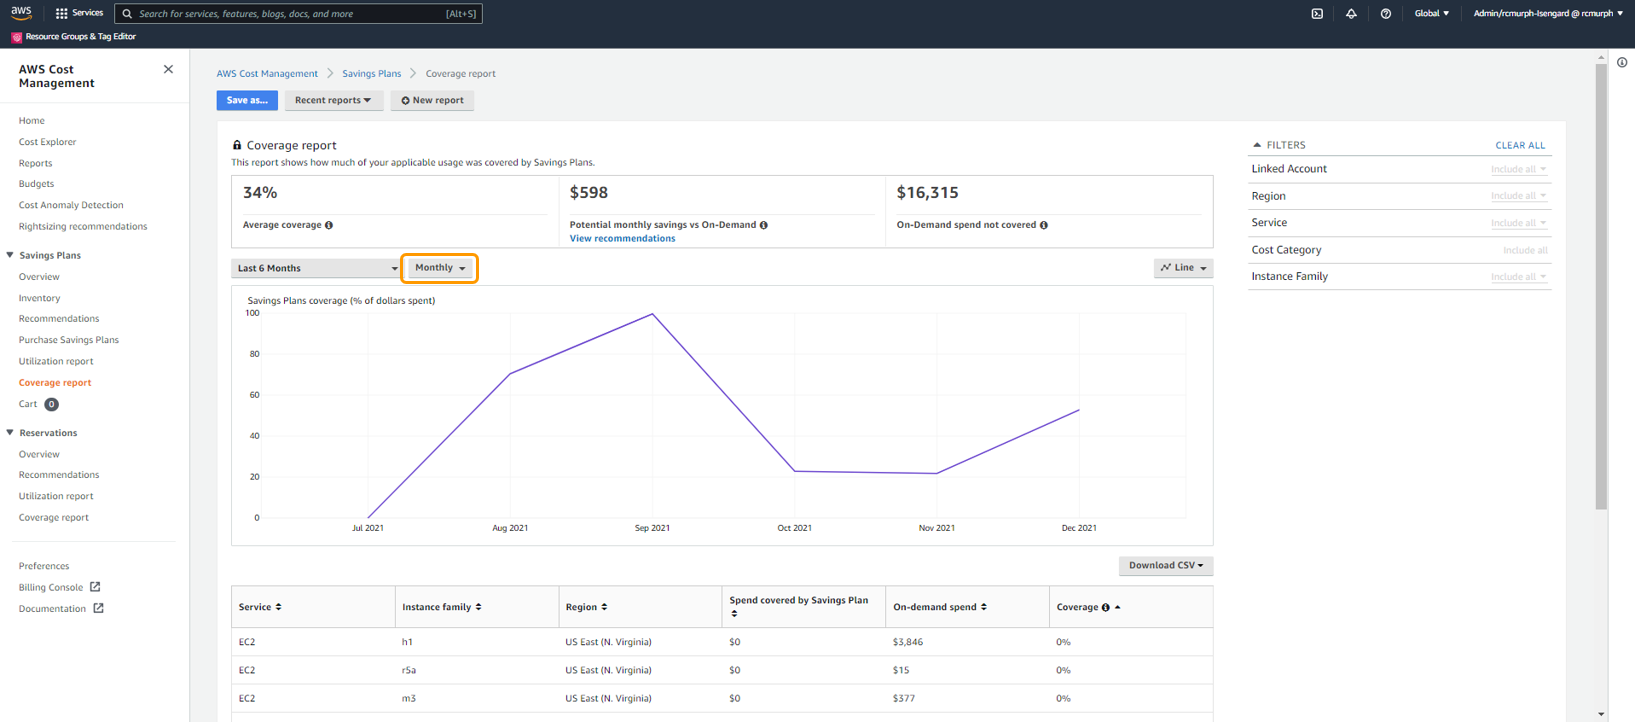 aws
Services
Search for services, features, blogs, docs, and more
[Alt+S]
Global
Admin/rcmurph-Isengard @ rcmurph
Resource Groups & Tag Editor
AWS Cost
Management
Home
Cost Explorer
Reports
Budgets
Cost Anomaly Detection
Rightsizing recommendations
Savings Plans
Overview
Inventory
Recommendations
Purchase Savings Plans
Utilization report
Coverage report
Cart 0
Reservations
Overview
Recommendations
Utilization report
Coverage report
Preferences
Billing Console
Documentation
AWS Cost Management
Savings Plans
Coverage report
Save as...
Recent reports
New report
Coverage report
This report shows how much of your applicable usage was covered by Savings Plans.
34%
Average coverage
$598
Potential monthly savings vs On-Demand
View recommendations
$16,315
On-Demand spend not covered
Last 6 Months
Monthly
Line
Savings Plans coverage (% of dollars spent)
100
80
60
40
20
0
Jul 2021
Aug 2021
Sep 2021
Oct 2021
Nov 2021
Dec 2021
Download CSV
Service
Instance family
Region
Spend covered by Savings Plan
On-demand spend
Coverage
EC2 h1 US East (N. Virginia) $0 $3,846 0%
EC2 r5a US East (N. Virginia) $0 $15 0%
EC2 m3 US East (N. Virginia) $0 $377 0%
FILTERS
CLEAR ALL
Linked Account Include all
Region Include all
Service Include all
Cost Category Include all
Instance Family Include all